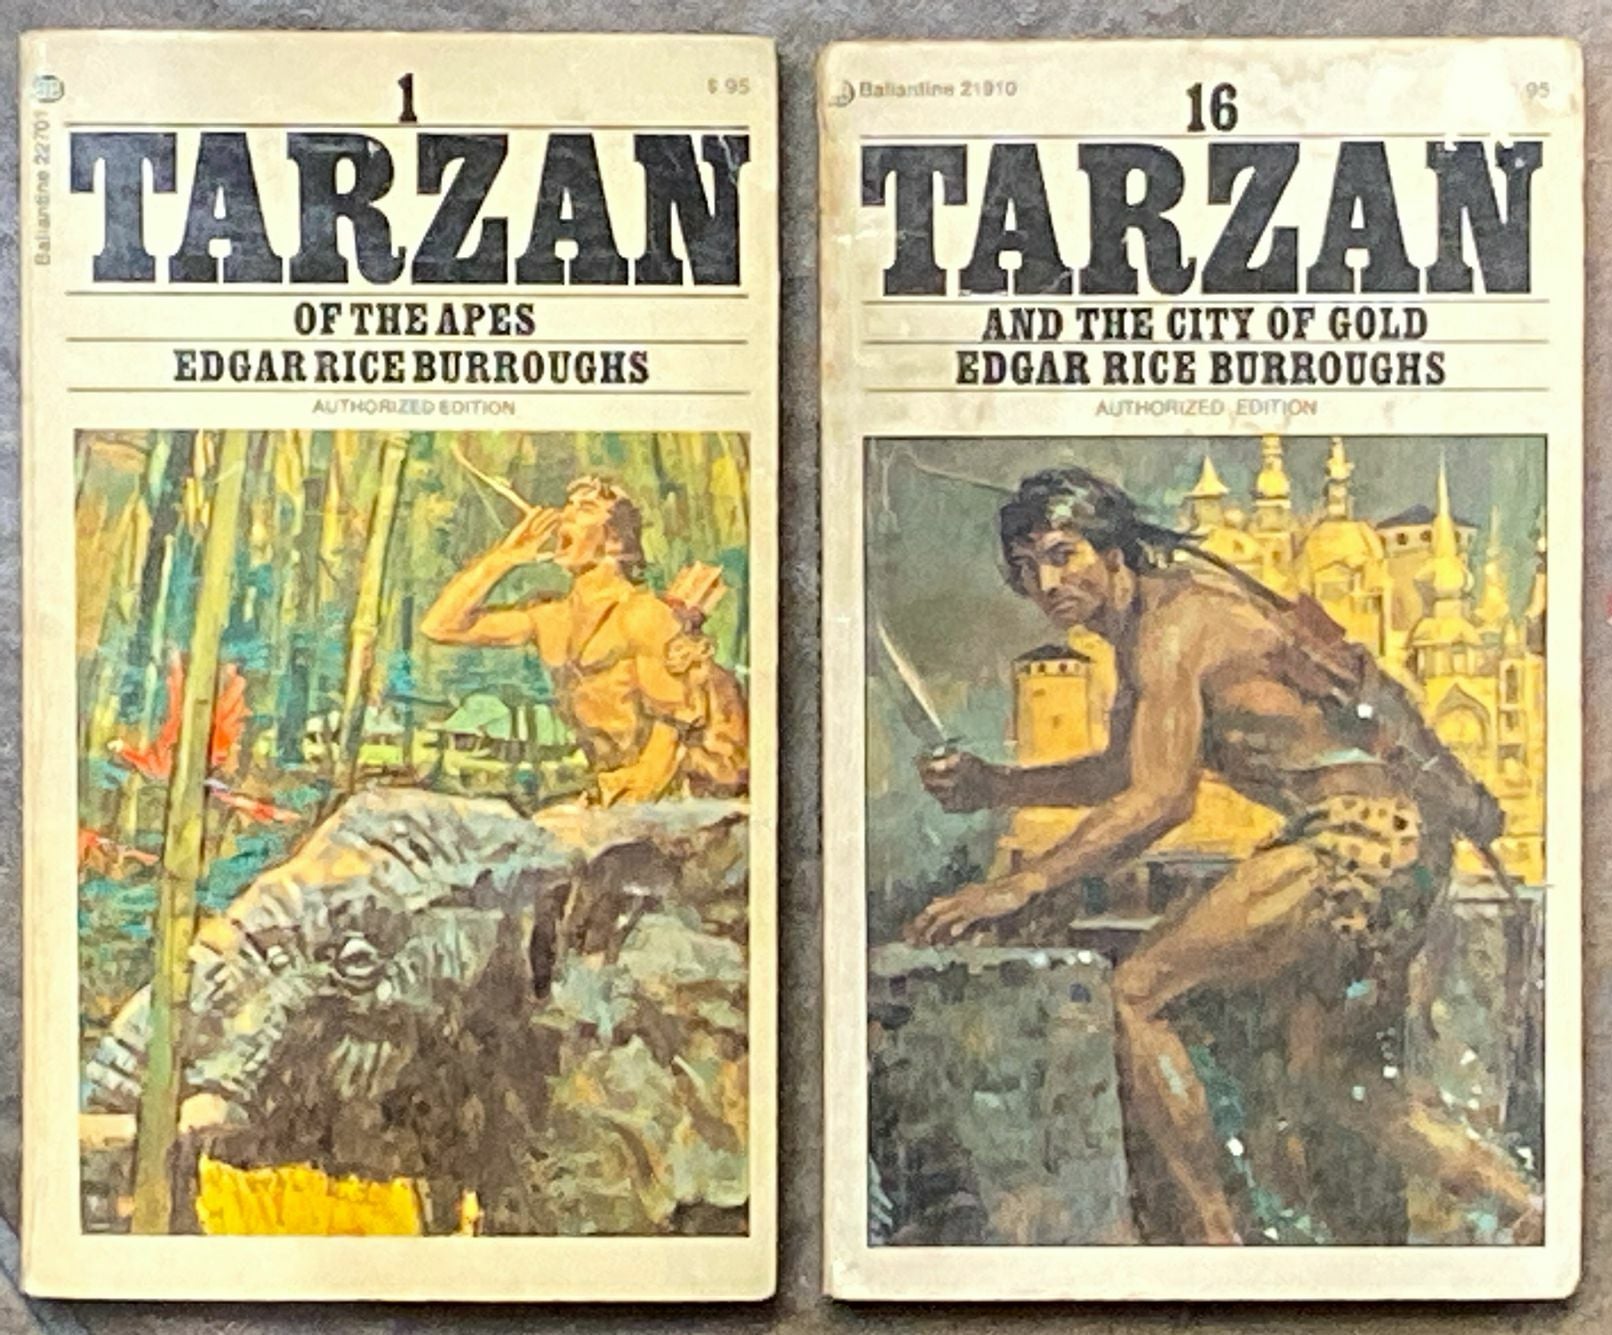 1
$ .95
Ballantine 22701
TARZAN
OF THE APES
EDGAR RICE BURROUGHS
AUTHORIZED EDITION
Ballantine 21910
16
95
TARZAN
AND THE CITY OF GOLD
EDGAR RICE BURROUGHS
AUTHORIZED EDITION